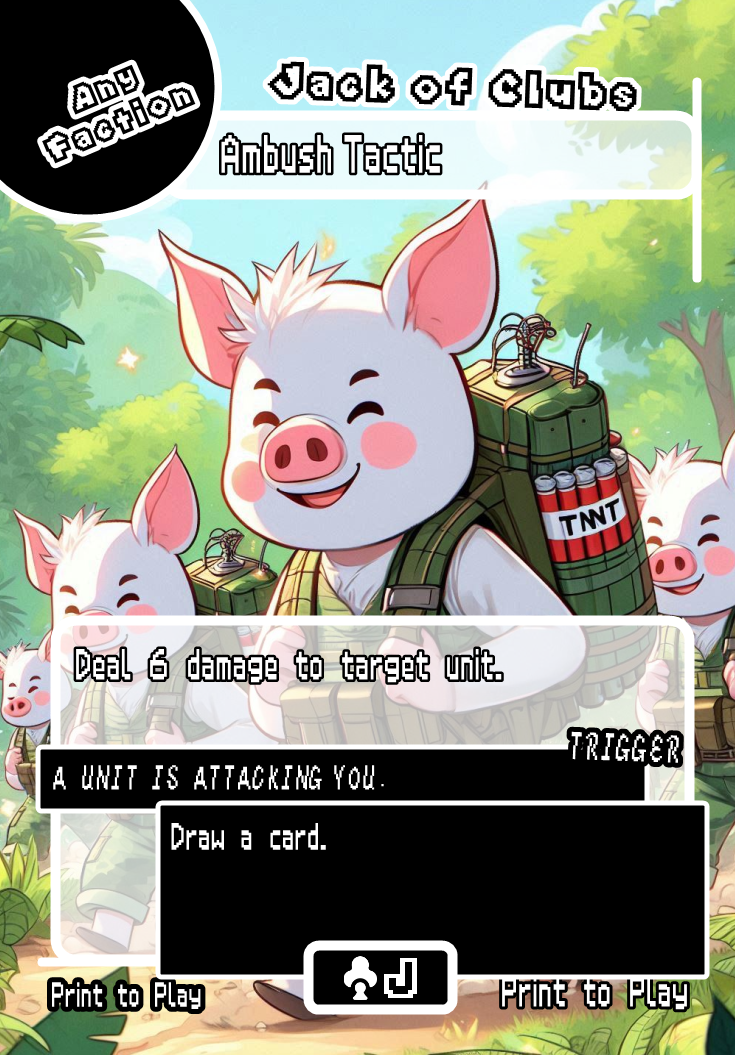 Any
Faction
Jack of Clubs
Ambush Tactic
TNT
Deal 6 damage to target unit.
TRIGGER
A UNIT IS ATTACKING YOU.
Draw a card.
♣J
Print to Play
Print to Play